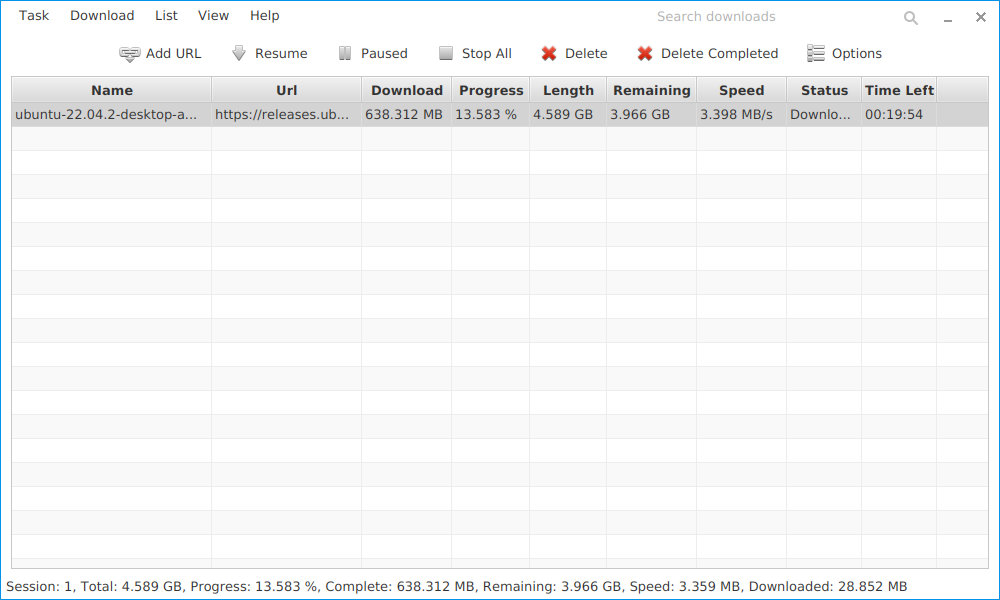 Task Download List View Help Search downloads
Add URL Resume Paused Stop All Delete Delete Completed Options
Name Url Download Progress Length Remaining Speed Status Time Left
ubuntu-22.04.2-desktop-a... https://releases.ub... 638.312 MB 13.583 % 4.589 GB 3.966 GB 3.398 MB/s Downlo... 00:19:54
Session: 1, Total: 4.589 GB, Progress: 13.583 %, Complete: 638.312 MB, Remaining: 3.966 GB, Speed: 3.359 MB, Downloaded: 28.852 MB